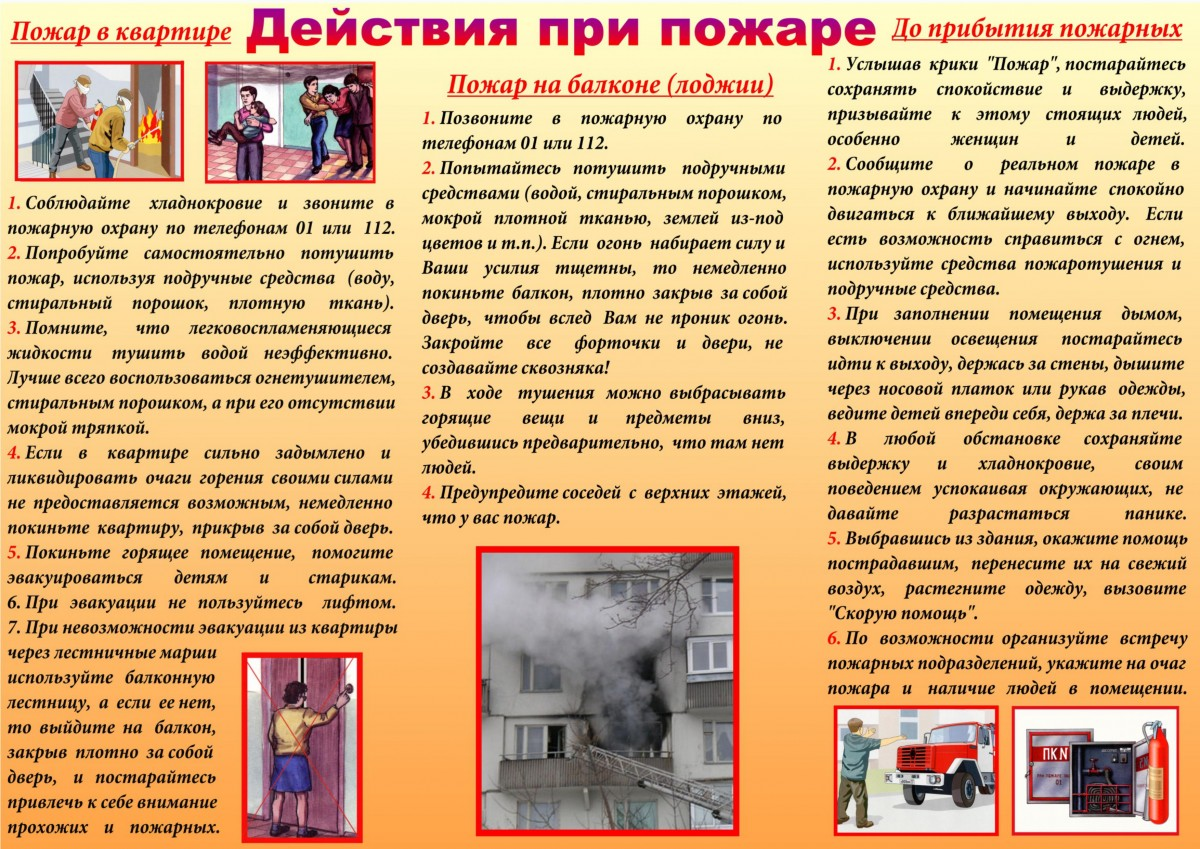 Действия при пожаре
Пожар в квартире
1. Соблюдайте хладнокровие и звоните в
пожарную охрану по телефонам 01 или 112.
2. Попробуйте самостоятельно потушить
пожар, используя подручные средства (воду,
стиральный порошок, плотную ткань).
3. Помните, что легковоспламеняющиеся
жидкости тушить водой неэффективно.
Лучше всего воспользоваться огнетушителем,
стиральным порошком, а при его отсутствии
мокрой тряпкой.
4. Если в квартире сильно задымлено и
ликвидировать очаги горения своими силами
не предоставляется возможным, немедленно
покиньте квартиру, прикрыв за собой дверь.
5. Покиньте горящее помещение, помогите
эвакуироваться детям и старикам.
6. При эвакуации не пользуйтесь лифтом.
7. При невозможности эвакуации из квартиры
через лестничные марши
используйте балконную
лестницу, а если ее нет,
то выйдите на балкон,
закрыв плотно за собой
дверь, и постарайтесь
привлечь к себе внимание
прохожих и пожарных.
Пожар на балконе (лоджии)
1. Позвоните в пожарную охрану по
телефонам 01 или 112.
2. Попытайтесь потушить подручными
средствами (водой, стиральным порошком,
мокрой плотной тканью, землей из-под
цветов и т.п.). Если огонь набирает силу и
Ваши усилия тщетны, то немедленно
покиньте балкон, плотно закрыв за собой
дверь, чтобы вслед Вам не проник огонь.
Закройте все форточки и двери, не
создавайте сквозняка!
3. В ходе тушения можно выбрасывать
горящие вещи и предметы вниз,
убедившись предварительно, что там нет
людей.
4. Предупредите соседей с верхних этажей,
что у вас пожар.
До прибытия пожарных
1. Услышав крики "Пожар", постарайтесь
сохранять спокойствие и выдержку,
призывайте к этому стоящих людей,
особенно женщин и детей.
2. Сообщите о реальном пожаре в
пожарную охрану и начинайте спокойно
двигаться к ближайшему выходу. Если
есть возможность справиться с огнем,
используйте средства пожаротушения и
подручные средства.
3. При заполнении помещения дымом,
выключении освещения постарайтесь
идти к выходу, держась за стены, дышите
через носовой платок или рукав одежды,
ведите детей впереди себя, держа за плечи.
4. В любой обстановке сохраняйте
выдержку и хладнокровие, своим
поведением успокаивая окружающих, не
давайте разрастаться панике.
5. Выбравшись из здания, окажите помощь
пострадавшим, перенесите их на свежий
воздух, растегните одежду, вызовите
"Скорую помощь".
6. По возможности организуйте встречу
пожарных подразделений, укажите на очаг
пожара и наличие людей в помещении.
ПК N
01